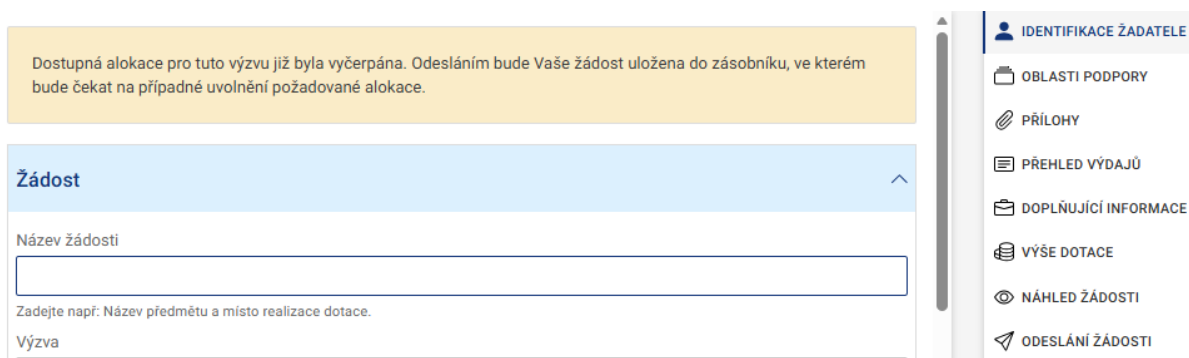 Dostupná alokace pro tuto výzvu již byla vyčerpána. Odesláním bude Vaše žádost uložena do zásobníku, ve kterém
bude čekat na případné uvolnění požadované alokace.
Žádost
Název žádosti
Zadejte např: Název předmětu a místo realizace dotace.
Výzva
IDENTIFIKACE ŽADATELE
OBLASTI PODPORY
PŘÍLOHY
PŘEHLED VÝDAJŮ
DOPLŇUJÍCÍ INFORMACE
VÝŠE DOTACE
NÁHLED ŽÁDOSTI
ODESLÁNÍ ŽÁDOSTI